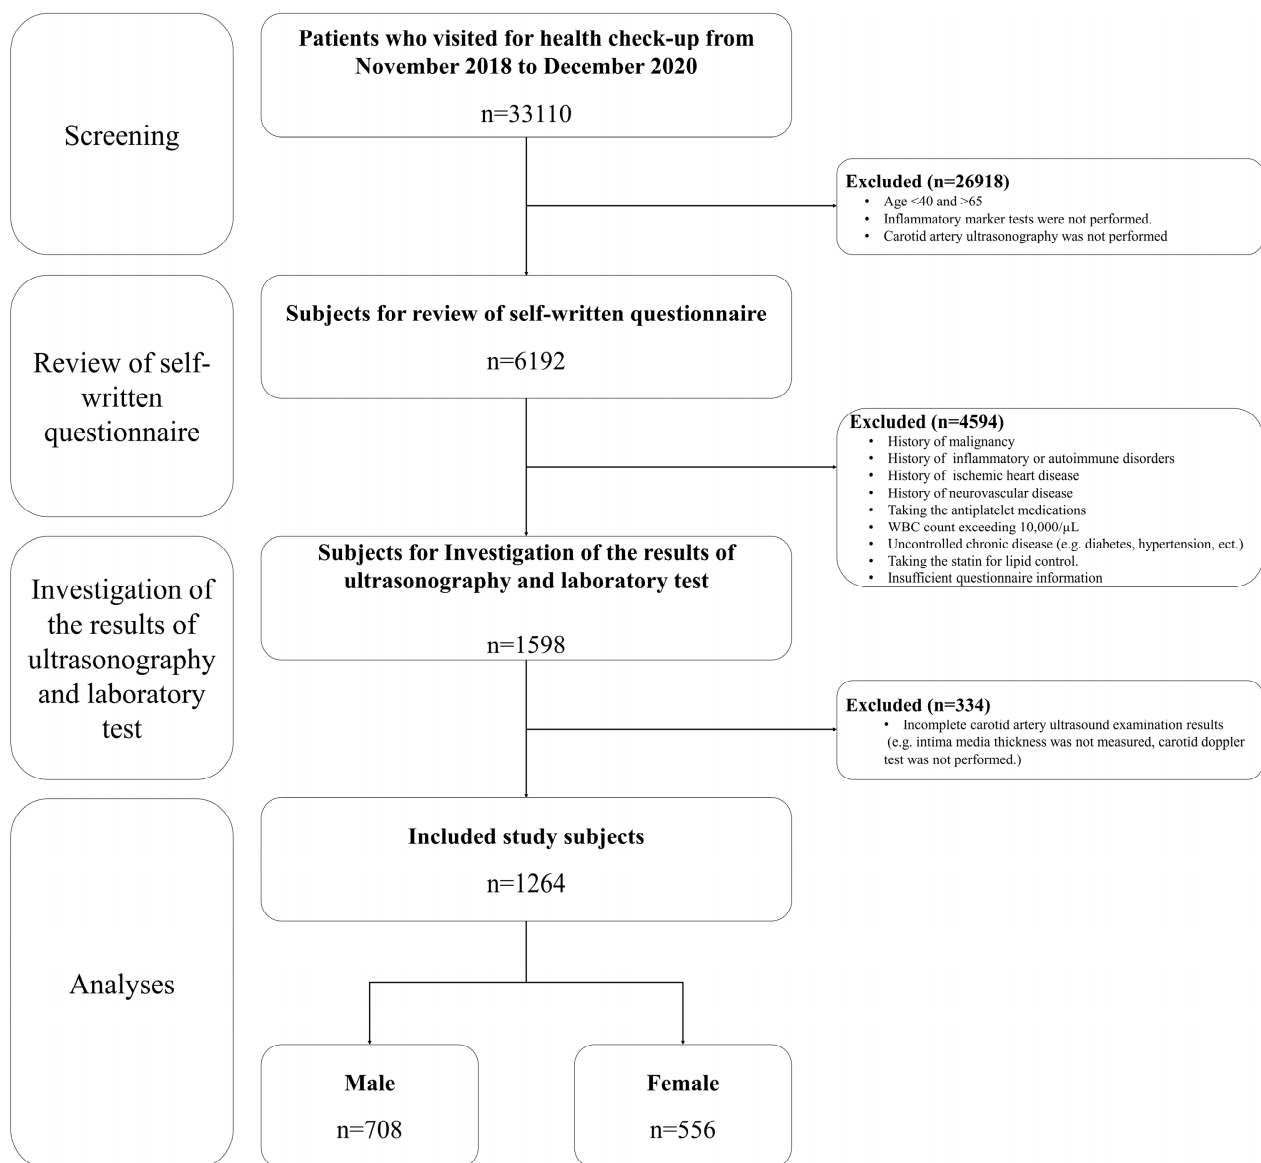 Screening
Patients who visited for health check-up from
November 2018 to December 2020
n=33110
Excluded (n=26918)
• Age <40 and >65
• Inflammatory marker tests were not performed.
• Carotid artery ultrasonography was not performed
Review of self-
written
questionnaire
Subjects for review of self-written questionnaire
n=6192
Excluded (n=4594)
• History of malignancy
• History of inflammatory or autoimmune disorders
• History of ischemic heart disease
• History of neurovascular disease
• Taking the antiplatelet medications
• WBC count exceeding 10,000/µL
• Uncontrolled chronic disease (e.g. diabetes, hypertension, ect.)
• Taking the statin for lipid control.
• Insufficient questionnaire information
Investigation of
the results of
ultrasonography
and laboratory
test
Subjects for Investigation of the results of
ultrasonography and laboratory test
n=1598
Excluded (n=334)
• Incomplete carotid artery ultrasound examination results
(e.g. intima media thickness was not measured, carotid doppler
test was not performed.)
Analyses
Included study subjects
n=1264
Male
n=708
Female
n=556